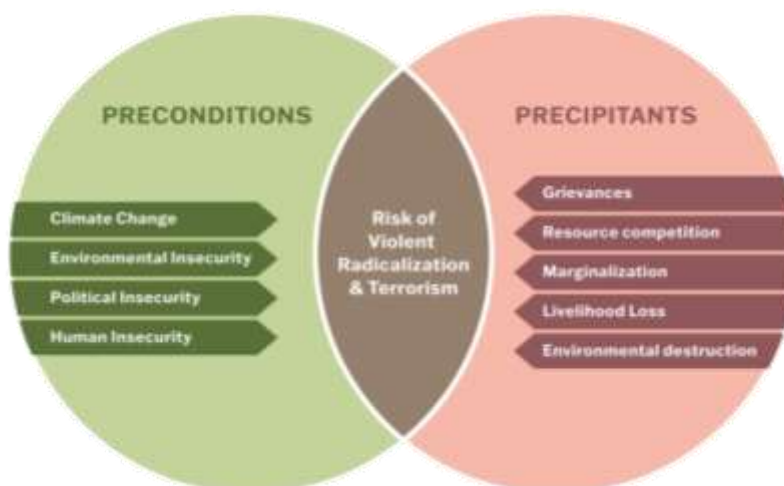 PRECONDITIONS
Climate Change
Environmental Insecurity
Political Insecurity
Human Insecurity
Risk of
Violent
Radicalization
& Terrorism
PRECIPITANTS
Grievances
Resource competition
Marginalization
Livelihood Loss
Environmental destruction